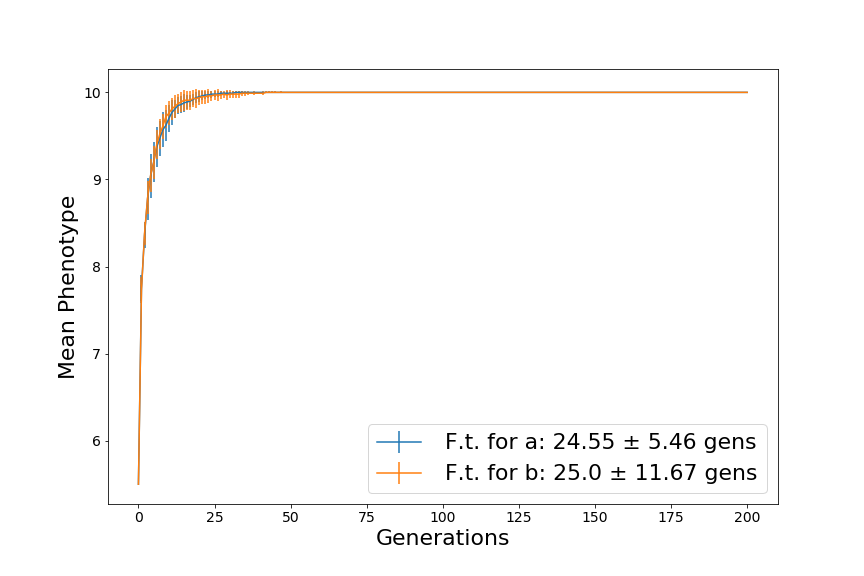 10
9
8
7
6
Mean Phenotype
F.t. for a: 24.55 ± 5.46 gens
F.t. for b: 25.0 ± 11.67 gens
0 25 50 75 100 125 150 175 200
Generations